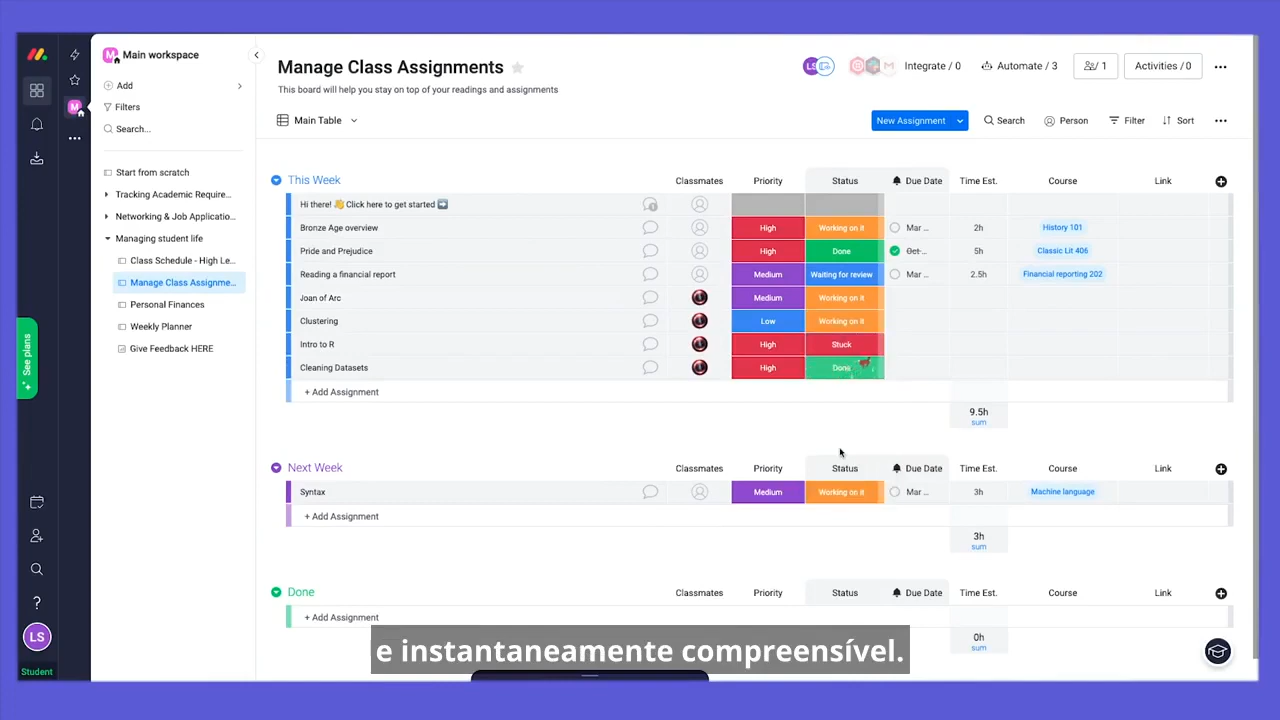 Main workspace
Add
Filters
Search...
Start from scratch
Tracking Academic Require...
Networking & Job Applicatio...
Managing student life
Class Schedule - High Le...
Manage Class Assignme...
Personal Finances
Weekly Planner
Give Feedback HERE
See plans
LS
Student
M
M
Manage Class Assignments
This board will help you stay on top of your readings and assignments
LS
Integrate / 0
Automate / 3
/ 1
Activities / 0
Main Table
New Assignment
Search
Person
Filter
Sort
This Week Classmates Priority Status Due Date Time Est. Course Link
Hi there! 👋 Click here to get started ➡️
Bronze Age overview High Working on it Mar ... 2h History 101
Pride and Prejudice High Done Oct ... 5h Classic Lit 406
Reading a financial report Medium Waiting for review Mar ... 2.5h Financial reporting 202
Joan of Arc Medium Working on it
Clustering Low Working on it
Intro to R High Stuck
Cleaning Datasets High Done
+ Add Assignment
9.5h
sum
Next Week Classmates Priority Status Due Date Time Est. Course Link
Syntax Medium Working on it Mar ... 3h Machine language
+ Add Assignment
3h
sum
Done Classmates Priority Status Due Date Time Est. Course Link
+ Add Assignment
0h
sum
e instantaneamente compreensível.